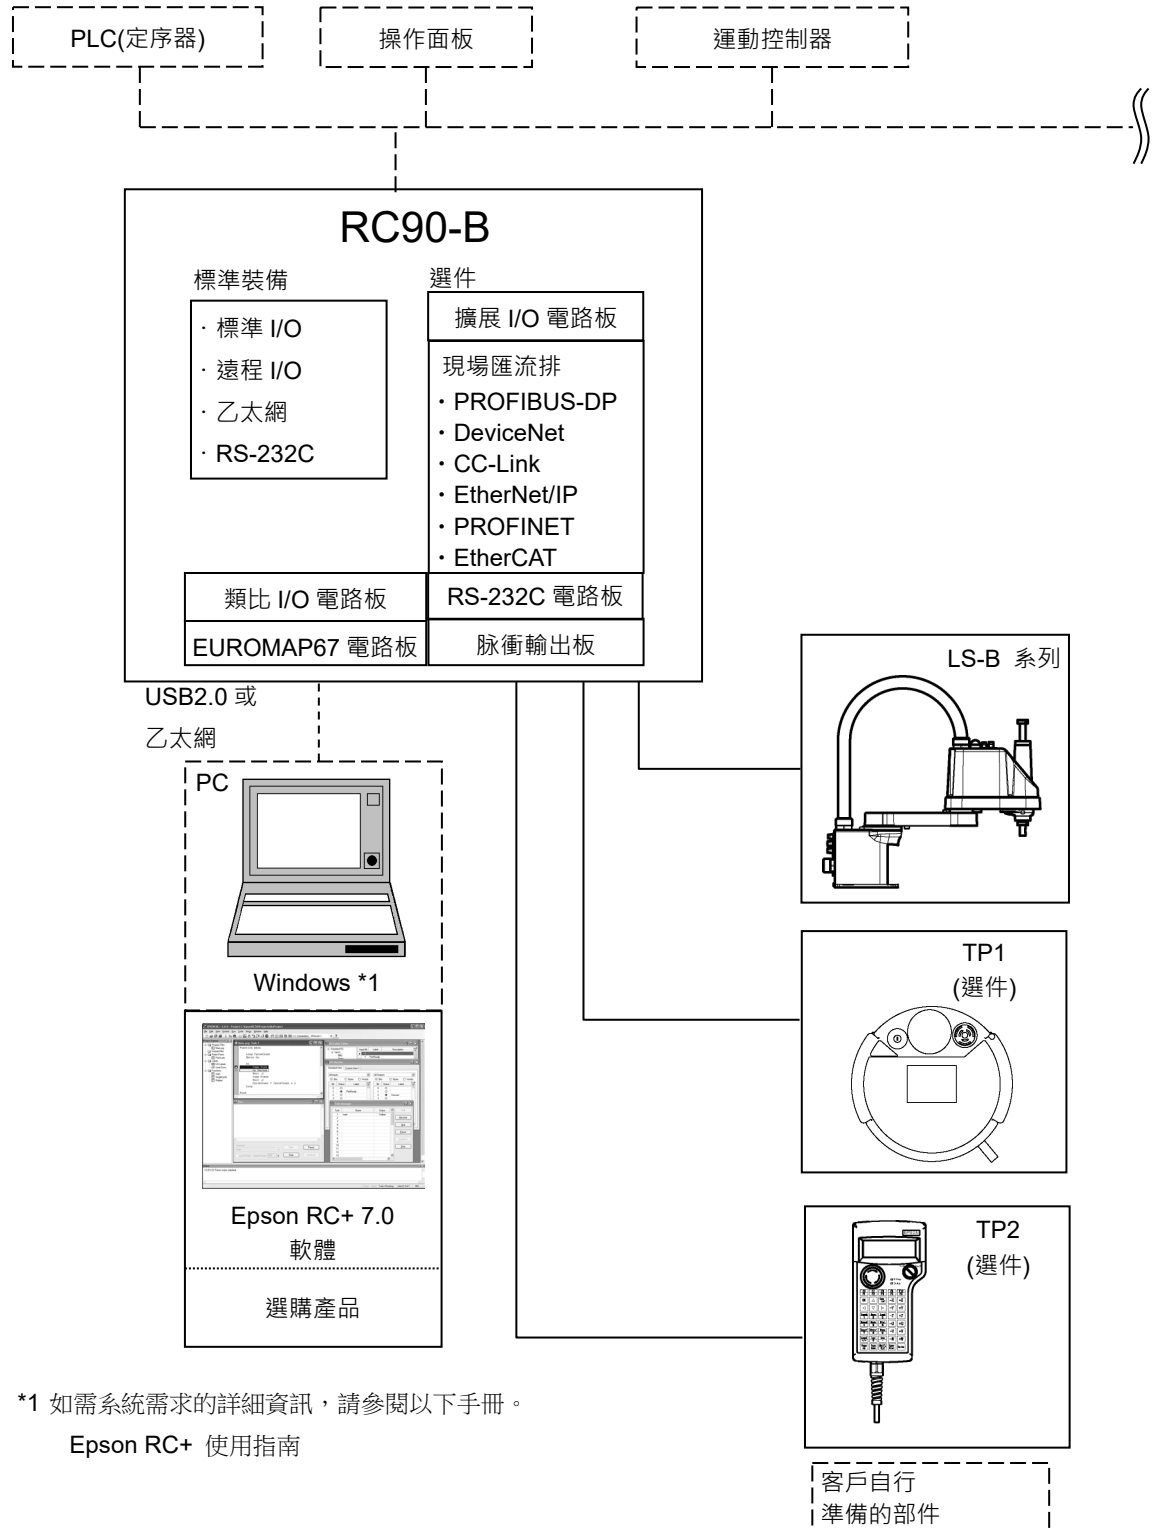 PLC(定序器)
操作面板
運動控制器
RC90-B
標準裝備
· 標準 I/O
· 遠程 I/O
· 乙太網
· RS-232C
選件
擴展 I/O 電路板
現場匯流排
・PROFIBUS-DP
・DeviceNet
・CC-Link
・EtherNet/IP
・PROFINET
・EtherCAT
類比 I/O 電路板
RS-232C 電路板
EUROMAP67 電路板
脉衝輸出板
USB2.0 或
乙太網
PC
Windows *1
Epson RC+ 7.0
軟體
選購產品
LS-B 系列
TP1
(選件)
TP2
(選件)
*1 如需系統需求的詳細資訊，請參閱以下手冊。
Epson RC+ 使用指南
客戶自行
準備的部件